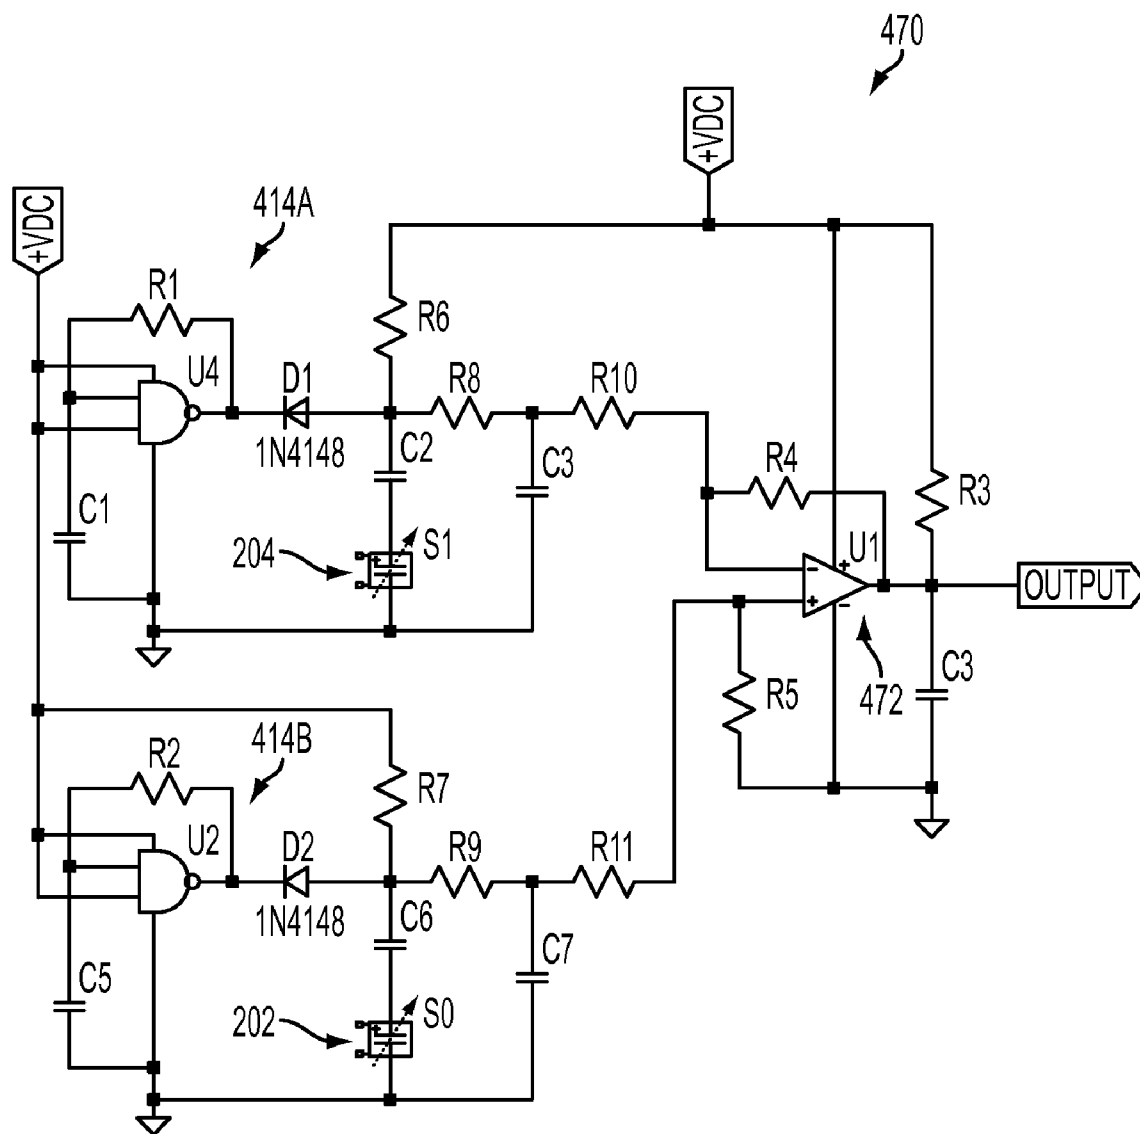 470
+VDC
+VDC
414A
R1
R6
U4
D1
R8
R10
1N4148
C2
C3
R4
R3
C1
S1
204
U1
OUTPUT
472
C3
R5
R2
414B
R7
U2
D2
R9
R11
1N4148
C6
C7
C5
S0
202